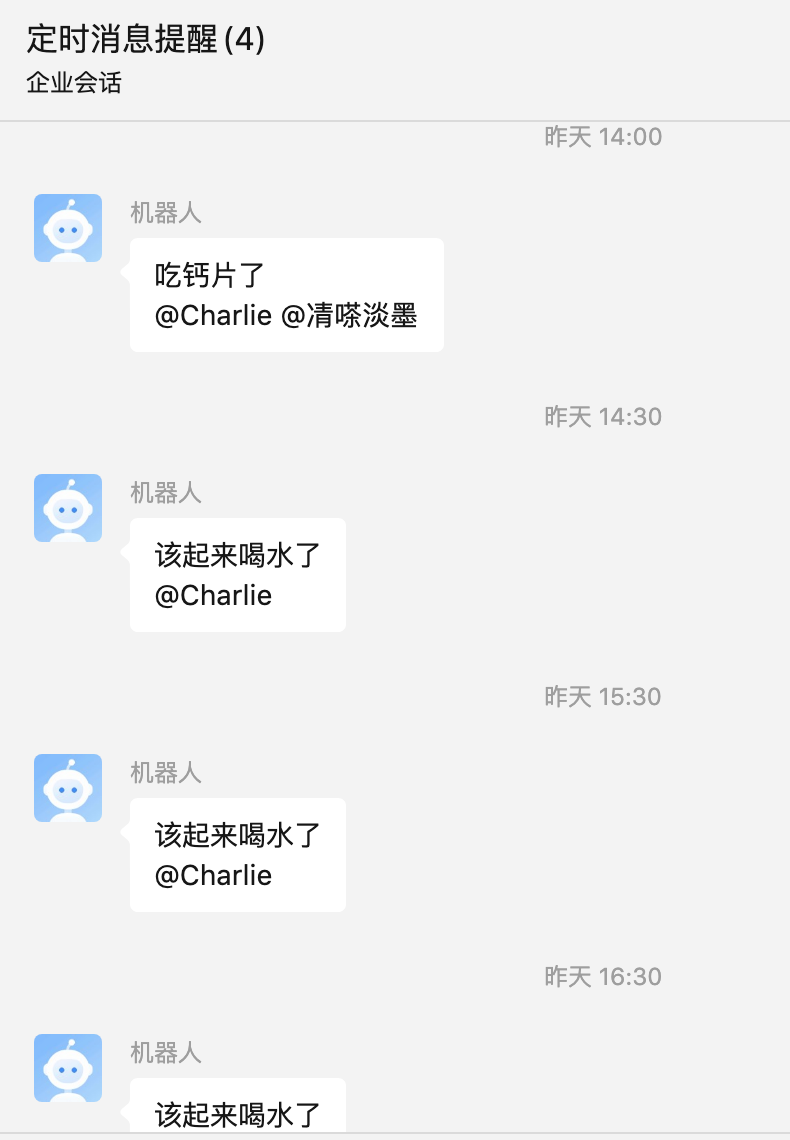 定时消息提醒(4)
企业会话
昨天 14:00
机器人
吃钙片了
@Charlie @凊嗏淡墨
昨天 14:30
机器人
该起来喝水了
@Charlie
昨天 15:30
机器人
该起来喝水了
@Charlie
昨天 16:30
机器人
该起来喝水了